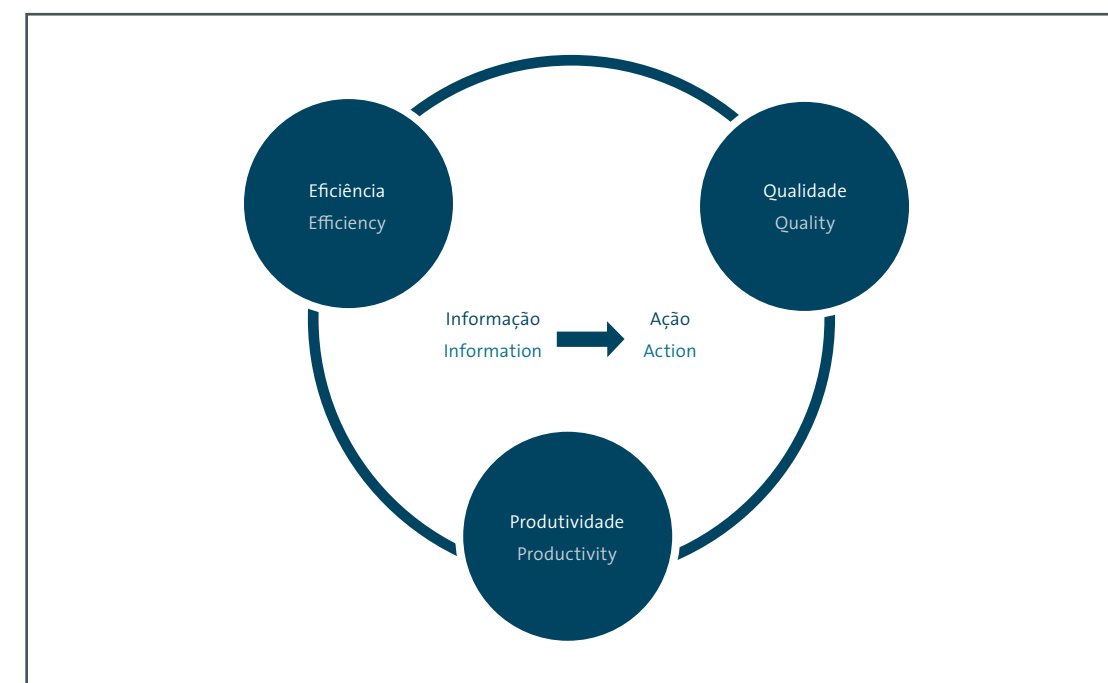 Eficiência
Efficiency
Qualidade
Quality
Informação
Information
Ação
Action
Produtividade
Productivity